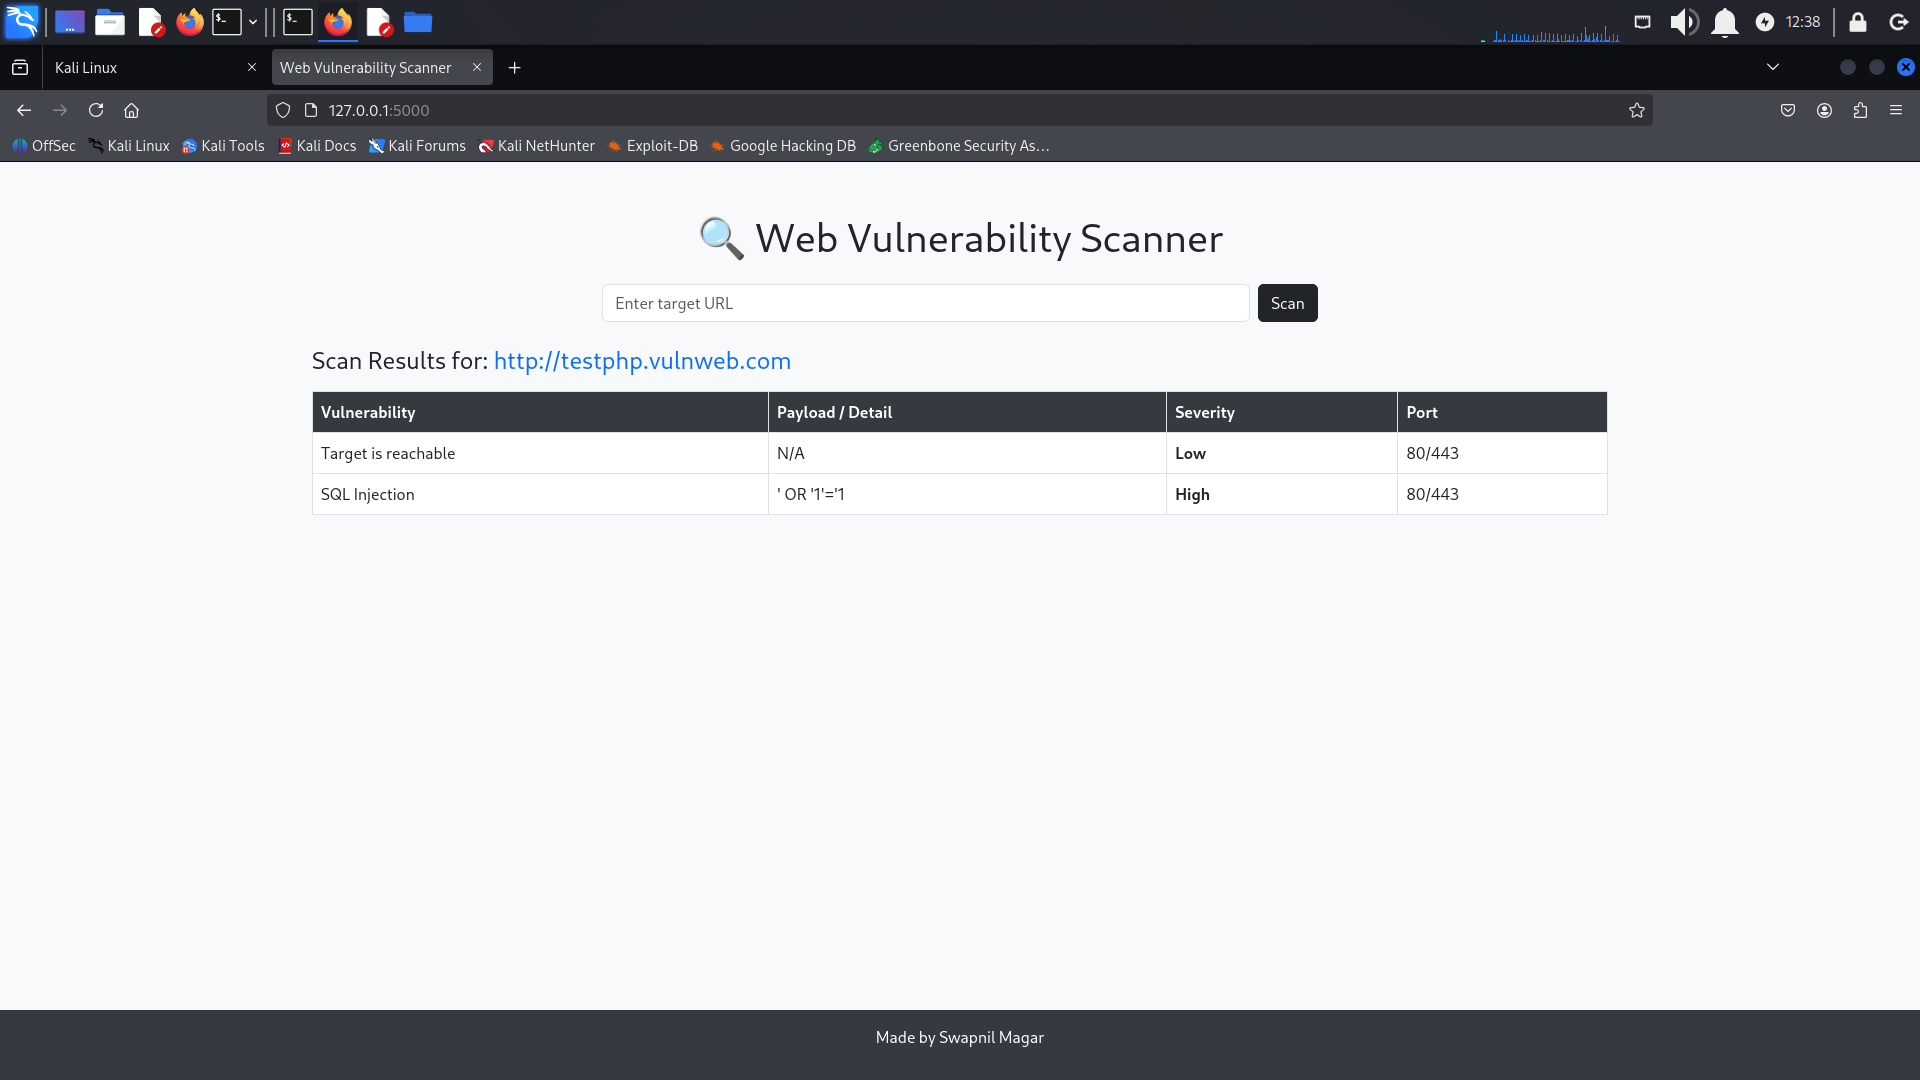 12:38
Kali Linux
Web Vulnerability Scanner
127.0.0.1:5000
OffSec Kali Linux Kali Tools Kali Docs Kali Forums Kali NetHunter Exploit-DB Google Hacking DB Greenbone Security As…
🔍 Web Vulnerability Scanner
Enter target URL Scan
Scan Results for: http://testphp.vulnweb.com
Vulnerability Payload / Detail Severity Port
Target is reachable N/A Low 80/443
SQL Injection ' OR '1'='1 High 80/443
Made by Swapnil Magar